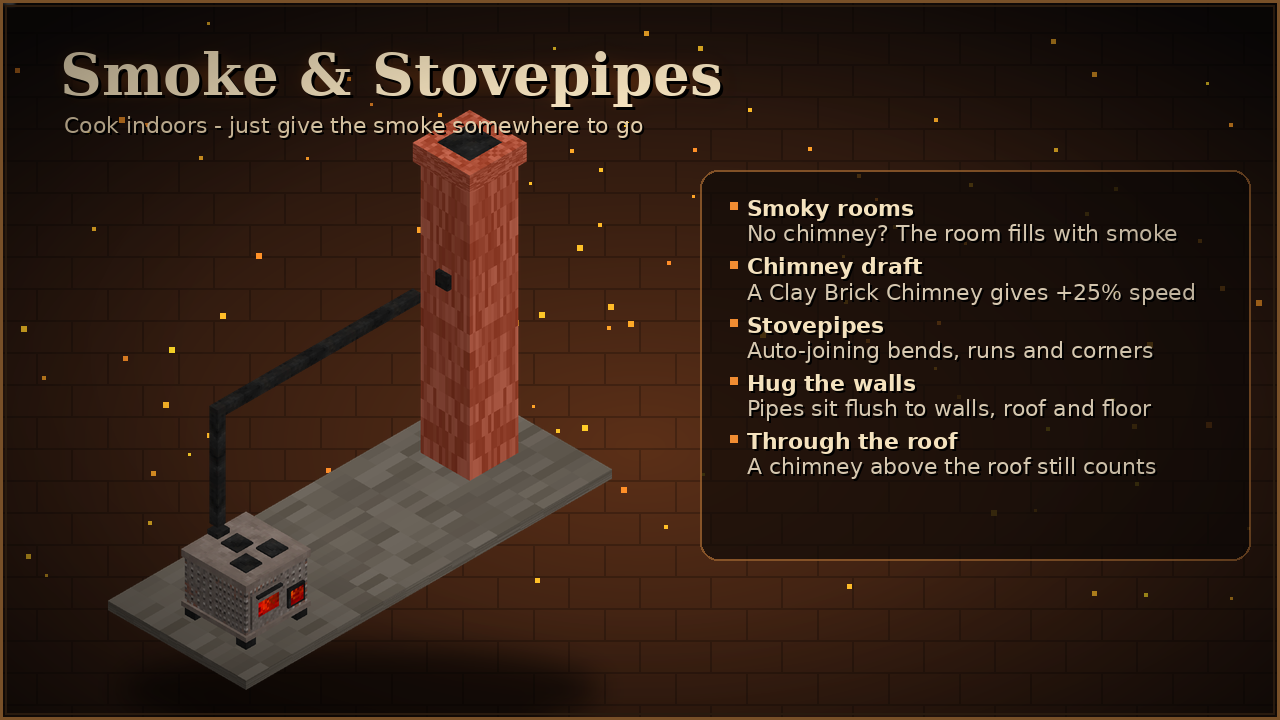 Smoke & Stovepipes
Cook indoors - just give the smoke somewhere to go
Smoky rooms
No chimney? The room fills with smoke
Chimney draft
A Clay Brick Chimney gives +25% speed
Stovepipes
Auto-joining bends, runs and corners
Hug the walls
Pipes sit flush to walls, roof and floor
Through the roof
A chimney above the roof still counts